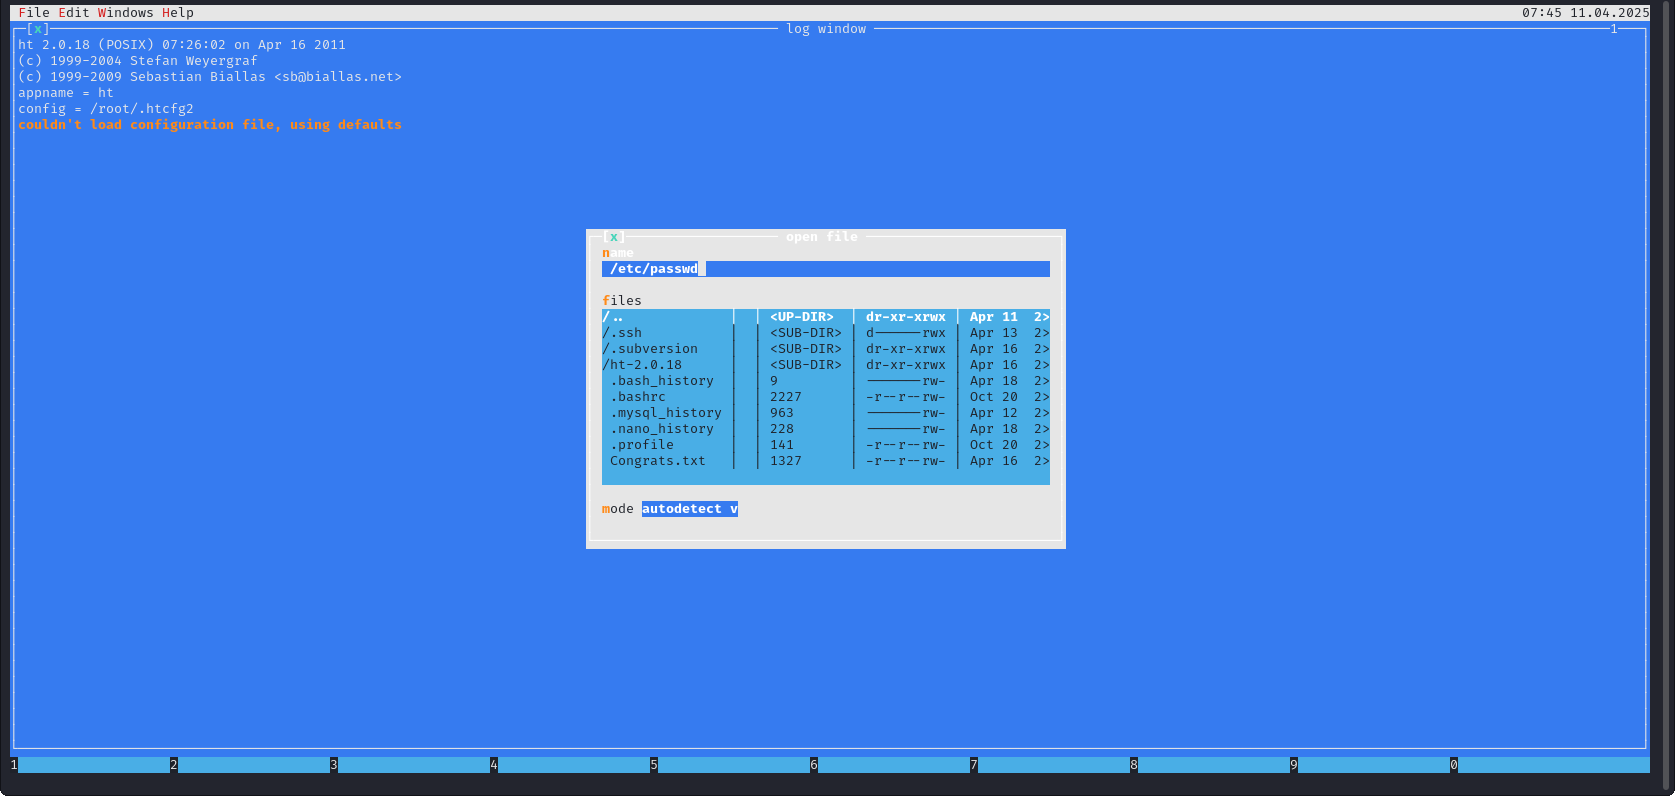 File Edit Windows Help 07:45 11.04.2025
[x] log window 1
ht 2.0.18 (POSIX) 07:26:02 on Apr 16 2011
(c) 1999-2004 Stefan Weyergraf
(c) 1999-2009 Sebastian Biallas <sb@biallas.net>
appname = ht
config = /root/.htcfg2
couldn't load configuration file, using defaults
[x] open file
name
/etc/passwd
files
/.. | | <UP-DIR> | dr-xr-xrwx | Apr 11 2>
/.ssh | | <SUB-DIR> | d------rwx | Apr 13 2>
/.subversion | | <SUB-DIR> | dr-xr-xrwx | Apr 16 2>
/ht-2.0.18 | | <SUB-DIR> | dr-xr-xrwx | Apr 16 2>
.bash_history | | 9 | -------rw- | Apr 18 2>
.bashrc | | 2227 | -r--r--rw- | Oct 20 2>
.mysql_history | | 963 | -------rw- | Apr 12 2>
.nano_history | | 228 | -------rw- | Apr 18 2>
.profile | | 141 | -r--r--rw- | Oct 20 2>
Congrats.txt | | 1327 | -r--r--rw- | Apr 16 2>
mode autodetect v
1 2 3 4 5 6 7 8 9 0